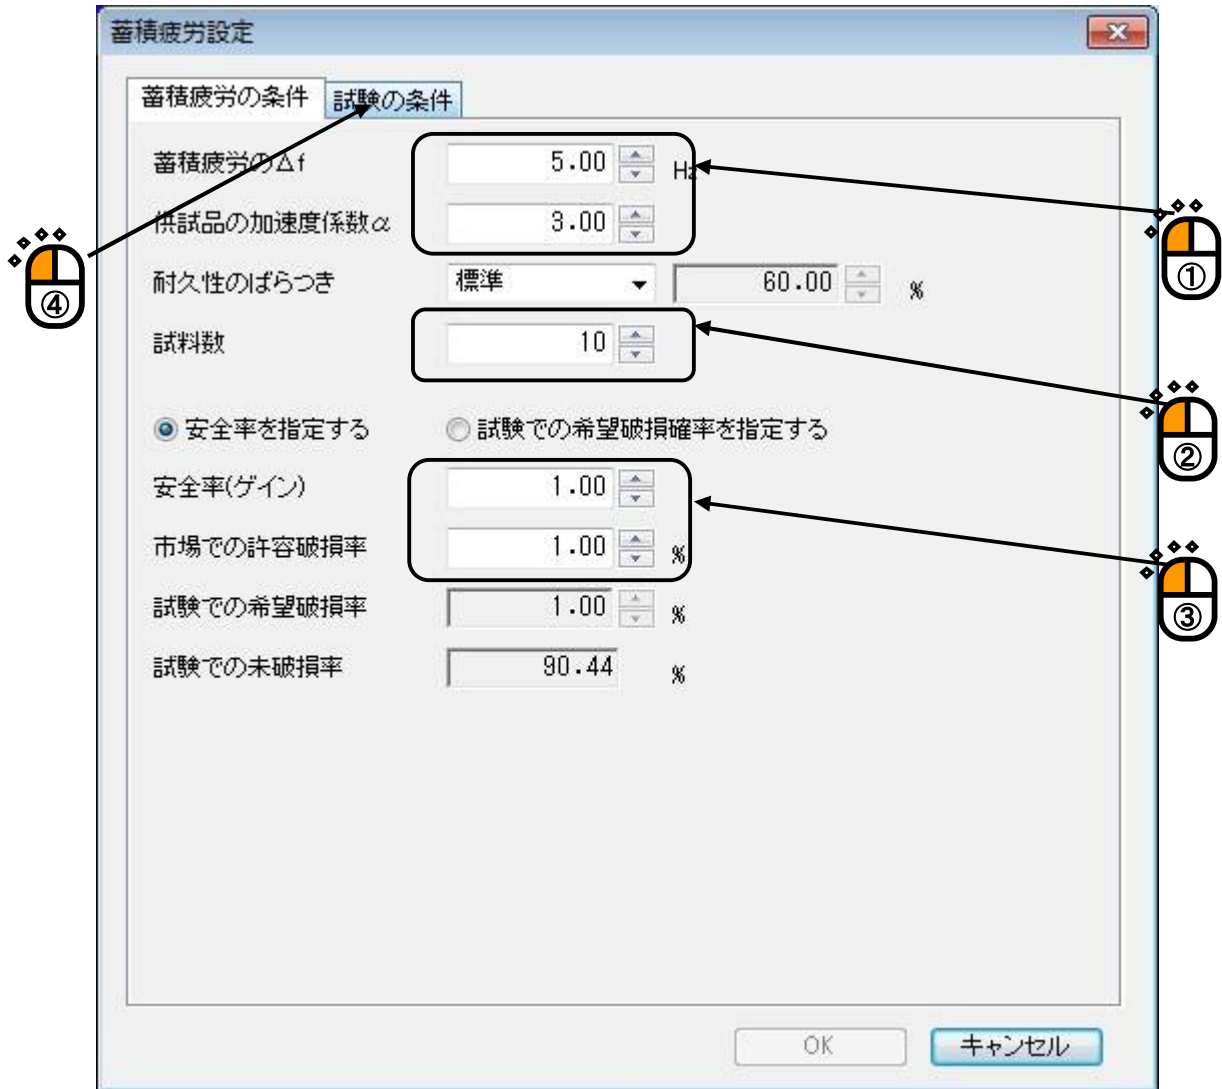 蓄積疲労設定
蓄積疲労の条件 試験の条件
蓄積疲労のΔf 5.00 Hz
供試品の加速度係数α 3.00
①
耐久性のばらつき 標準 60.00 %
④
試料数 10
安全率を指定する 試験での希望破損確率を指定する
②
安全率(ゲイン) 1.00
市場での許容破損率 1.00 %
試験での希望破損率 1.00 %
③
試験での未破損率 90.44 %
OK キャンセル